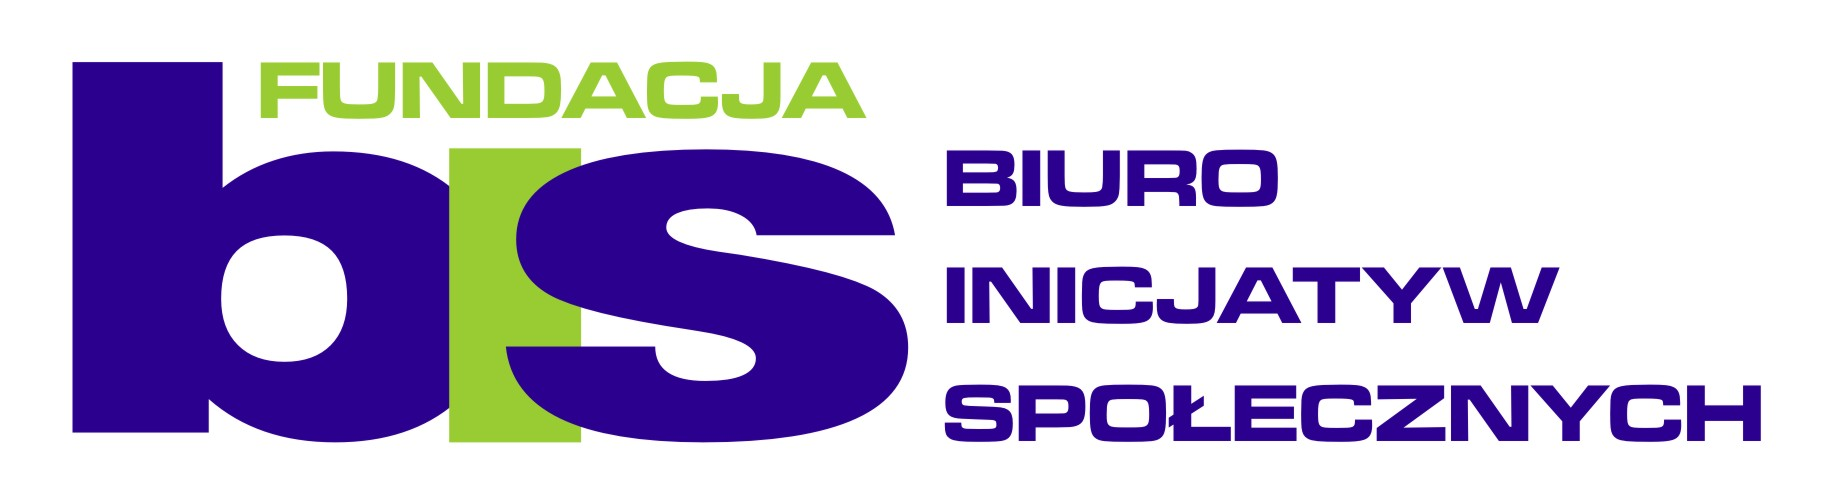 FUNDACJA
bis
BIURO
INICJATYW
SPOŁECZNYCH